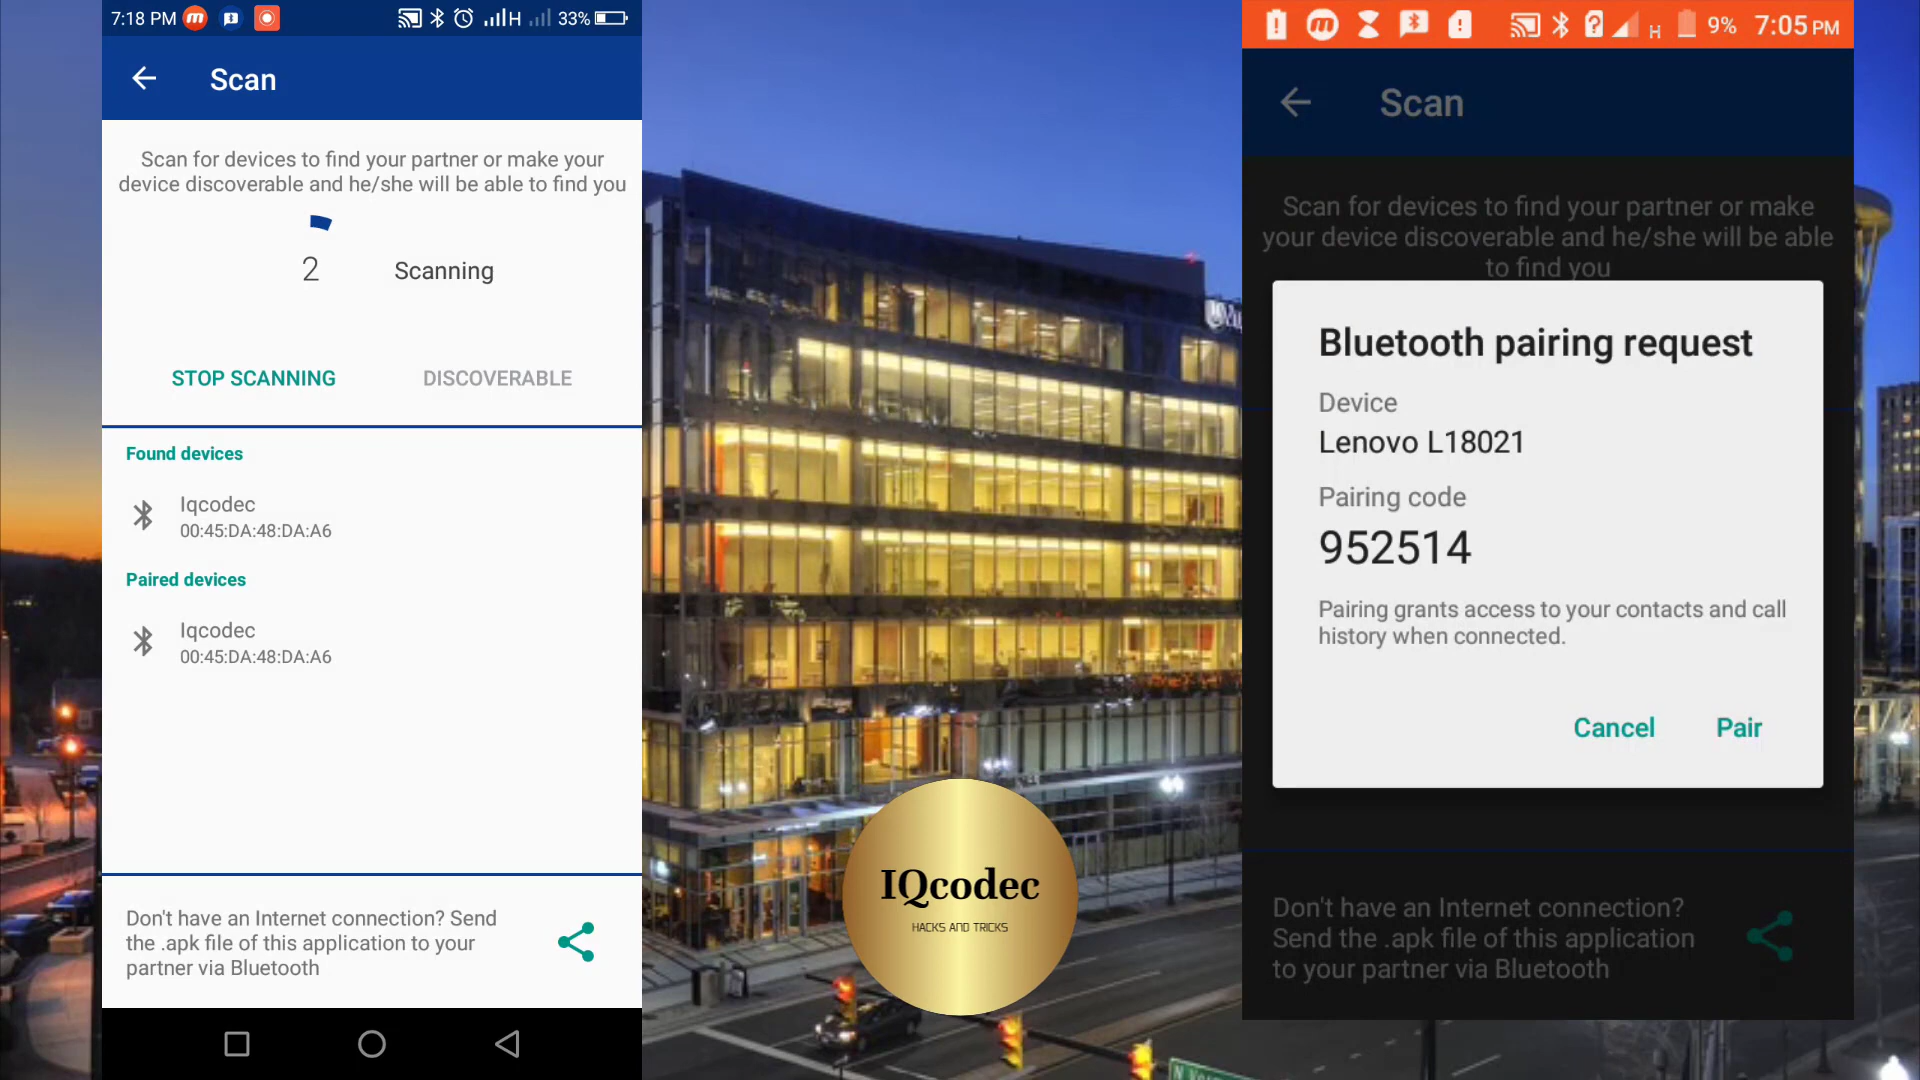 7:18 PM
H
33%
Scan
Scan for devices to find your partner or make your
device discoverable and he/she will be able to find you
2
Scanning
STOP SCANNING
DISCOVERABLE
Found devices
Iqcodec
00:45:DA:48:DA:A6
Paired devices
Iqcodec
00:45:DA:48:DA:A6
Don't have an Internet connection? Send
the .apk file of this application to your
partner via Bluetooth
IQcodec
HACKS AND TRICKS
H
9%
7:05 PM
Scan
Scan for devices to find your partner or make
your device discoverable and he/she will be able
to find you
Bluetooth pairing request
Device
Lenovo L18021
Pairing code
952514
Pairing grants access to your contacts and call
history when connected.
Cancel
Pair
Don't have an Internet connection?
Send the .apk file of this application
to your partner via Bluetooth